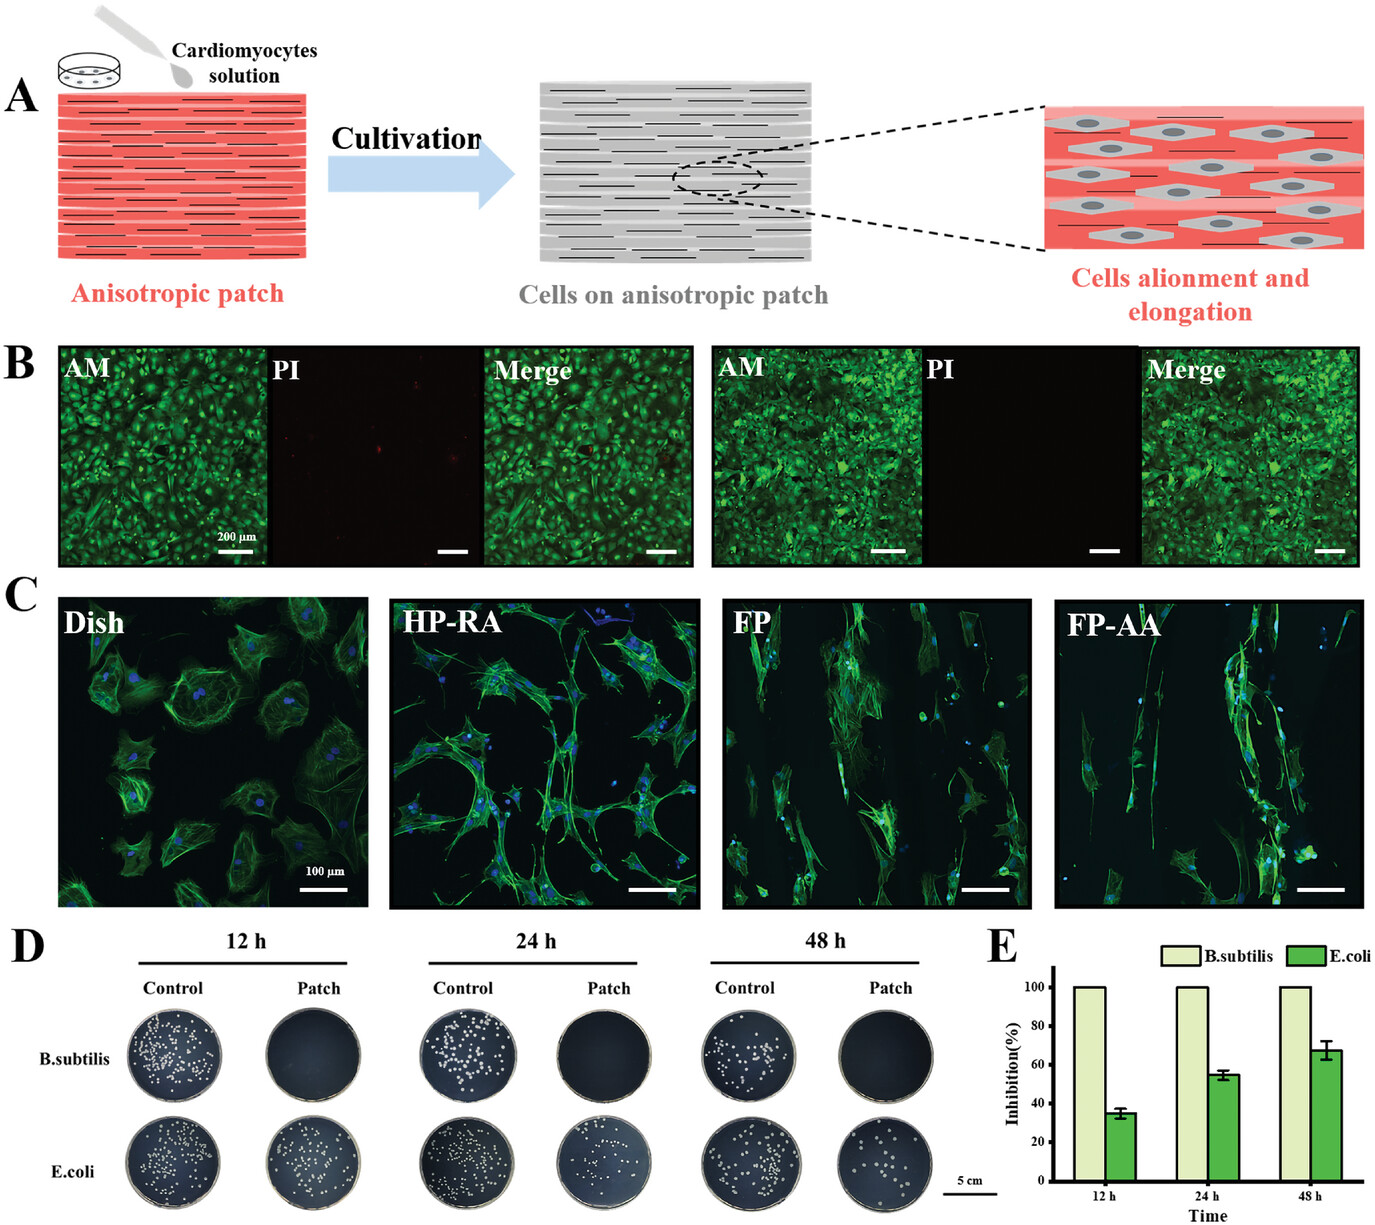 A
Cardiomyocytes
solution
Cultivation
Anisotropic patch
Cells on anisotropic patch
Cells alionment and
elongation
B
AM
PI
Merge
AM
PI
Merge
200 μm
C
Dish
HP-RA
FP
FP-AA
100 μm
D
12 h
24 h
48 h
Control
Patch
Control
Patch
Control
Patch
B.subtilis
E.coli
5 cm
E
B.subtilis
E.coli
Inhibition(%)
100
80
60
40
20
0
12 h
24 h
48 h
Time